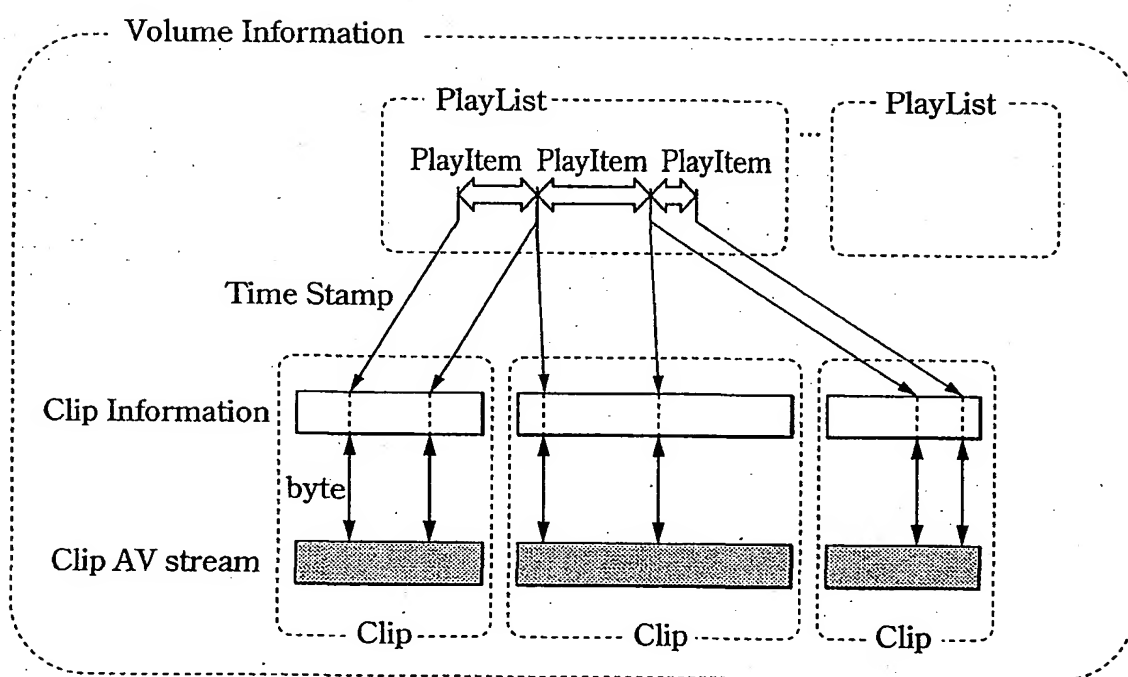 Volume Information
PlayList
PlayList
...
PlayItem PlayItem PlayItem
Time Stamp
Clip Information
byte
Clip AV stream
Clip
Clip
Clip